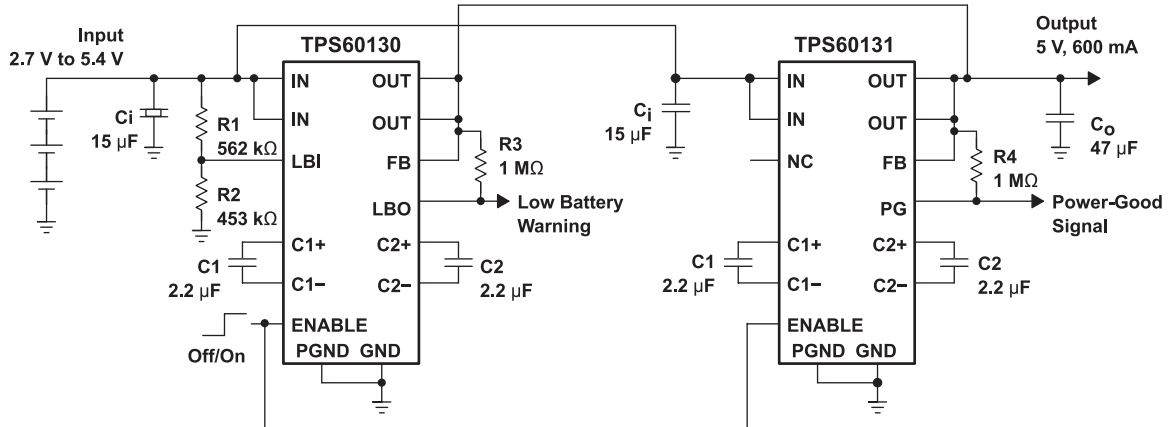 Input
2.7 V to 5.4 V
TPS60130
TPS60131
Output
5 V, 600 mA
IN
OUT
IN
OUT
Ci
15 µF
R1
562 kΩ
IN
OUT
LBI
FB
R3
1 MΩ
R2
453 kΩ
LBO
Low Battery
Warning
C1
2.2 µF
C1+
C2+
C1−
C2−
C2
2.2 µF
Off/On
ENABLE
PGND
GND
Ci
15 µF
IN
OUT
Co
47 µF
NC
FB
R4
1 MΩ
PG
Power-Good
Signal
C1
2.2 µF
C1+
C2+
C1−
C2−
C2
2.2 µF
ENABLE
PGND
GND